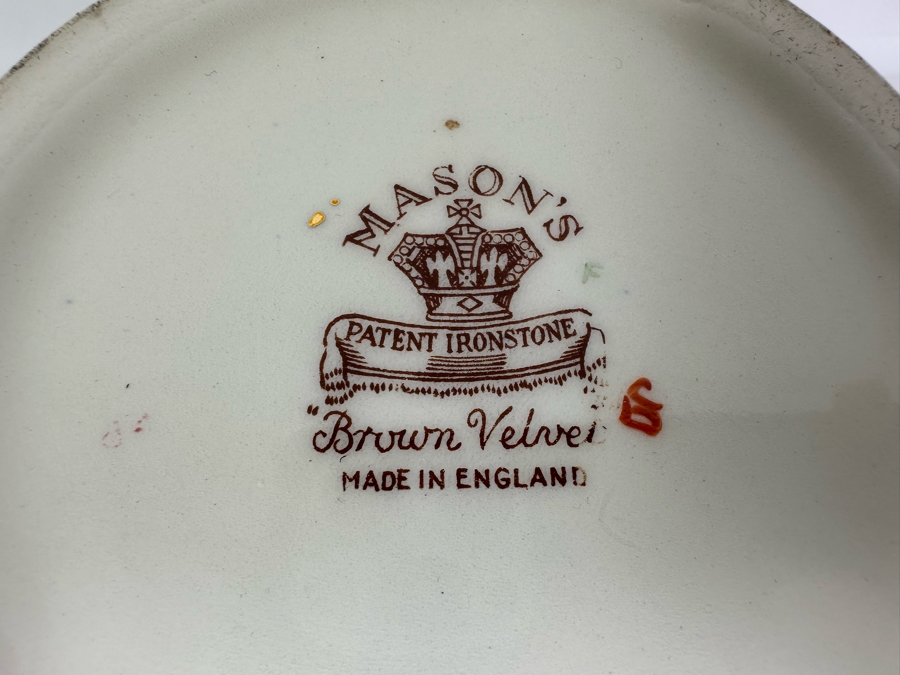 MASON'S
PATENT IRONSTONE
"Brown Velvet
MADE IN ENGLAND
F